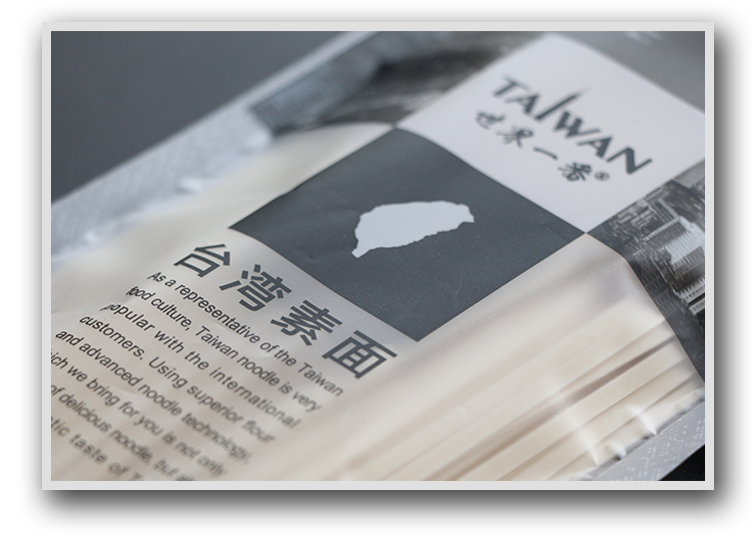 TAIWAN
世界一番®
台湾素面
As a representative of the Taiwan
food culture, Taiwan noodle is very
popular with the international
customers. Using superior flour
and advanced noodle technology,
which we bring for you is not only
of delicious noodle, but
taste of